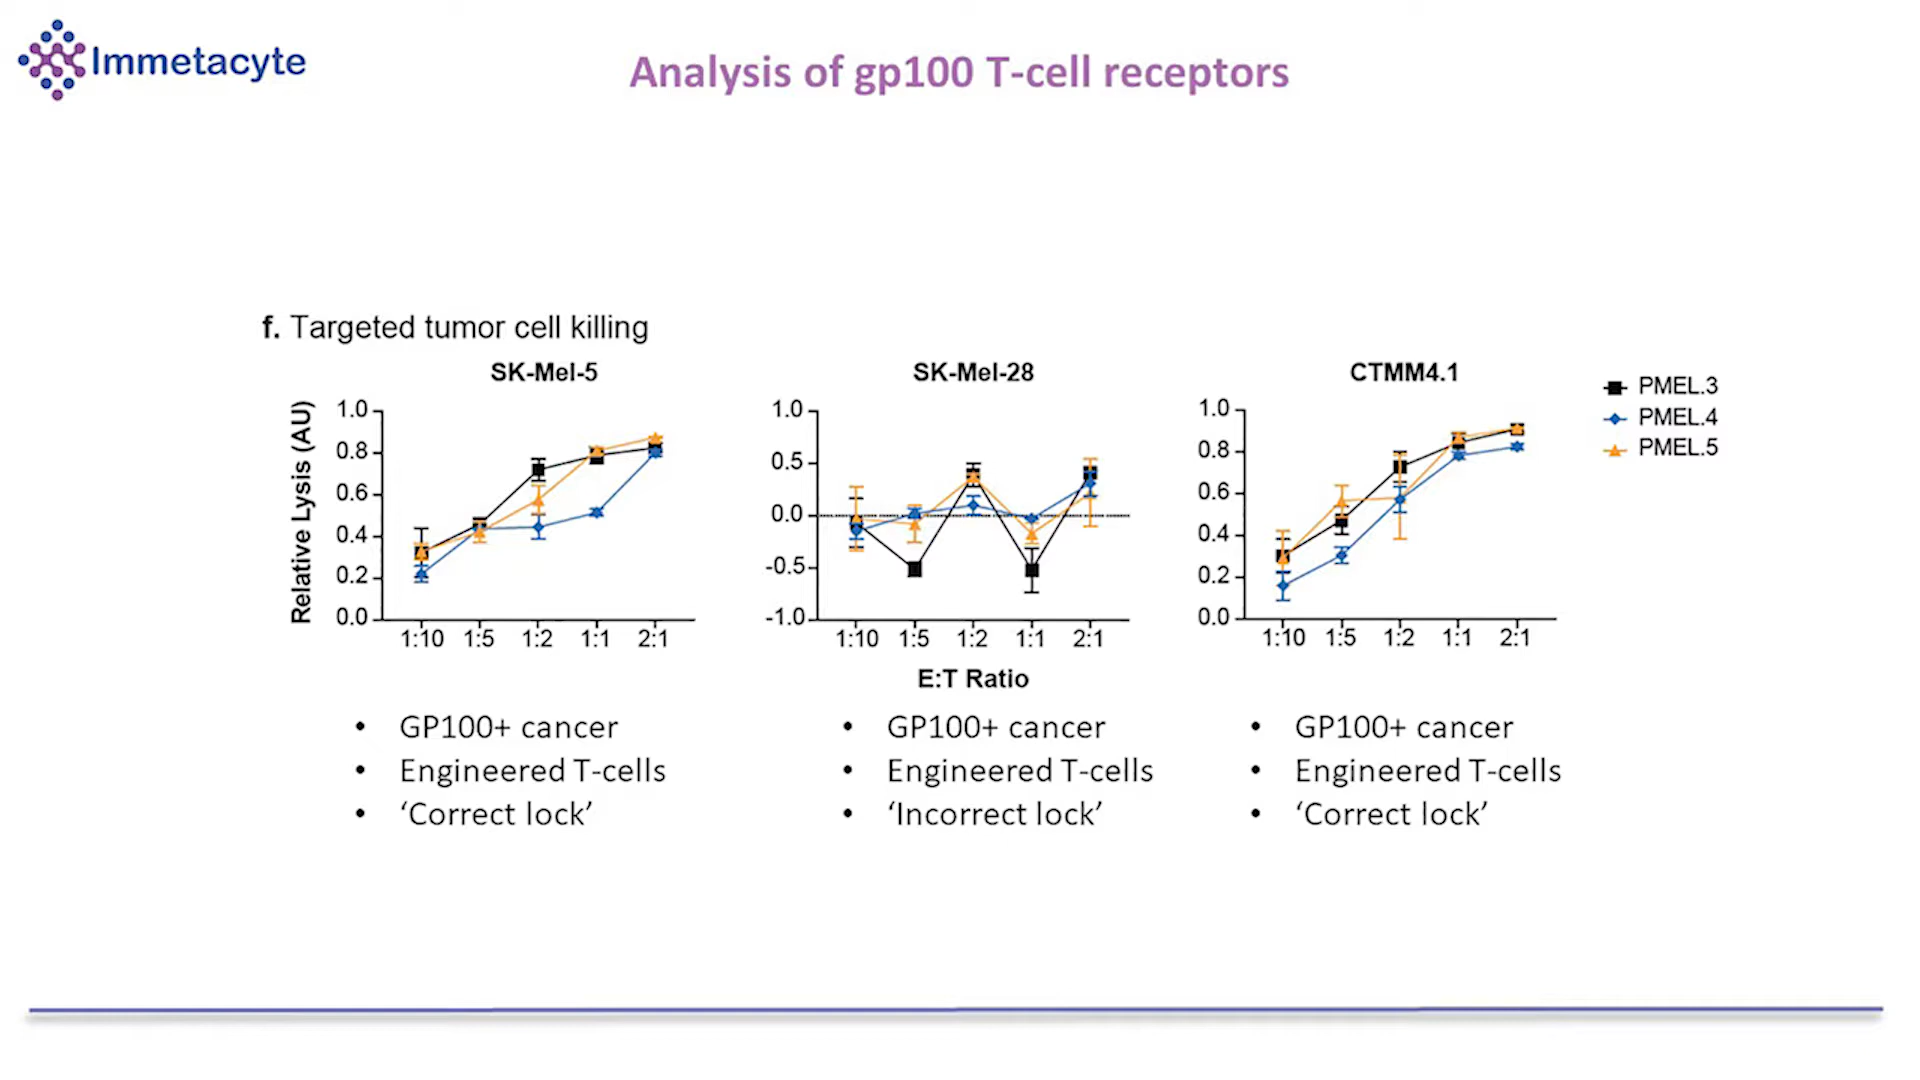 Immetacyte
Analysis of gp100 T-cell receptors
f. Targeted tumor cell killing
SK-Mel-5
SK-Mel-28
CTMM4.1
PMEL.3
PMEL.4
PMEL.5
Relative Lysis (AU)
1.0
0.8
0.6
0.4
0.2
0.0
1:10 1:5 1:2 1:1 2:1
1.0
0.5
0.0
-0.5
-1.0
1:10 1:5 1:2 1:1 2:1
1.0
0.8
0.6
0.4
0.2
0.0
1:10 1:5 1:2 1:1 2:1
E:T Ratio
• GP100+ cancer
• Engineered T-cells
• ‘Correct lock’
• GP100+ cancer
• Engineered T-cells
• ‘Incorrect lock’
• GP100+ cancer
• Engineered T-cells
• ‘Correct lock’